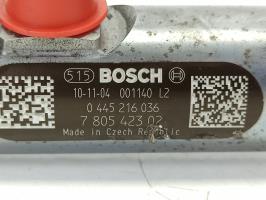 515 BOSCH
10-11-04 001140 L2
0 445 216 036
7 805 423 02
Made in Czech Republic